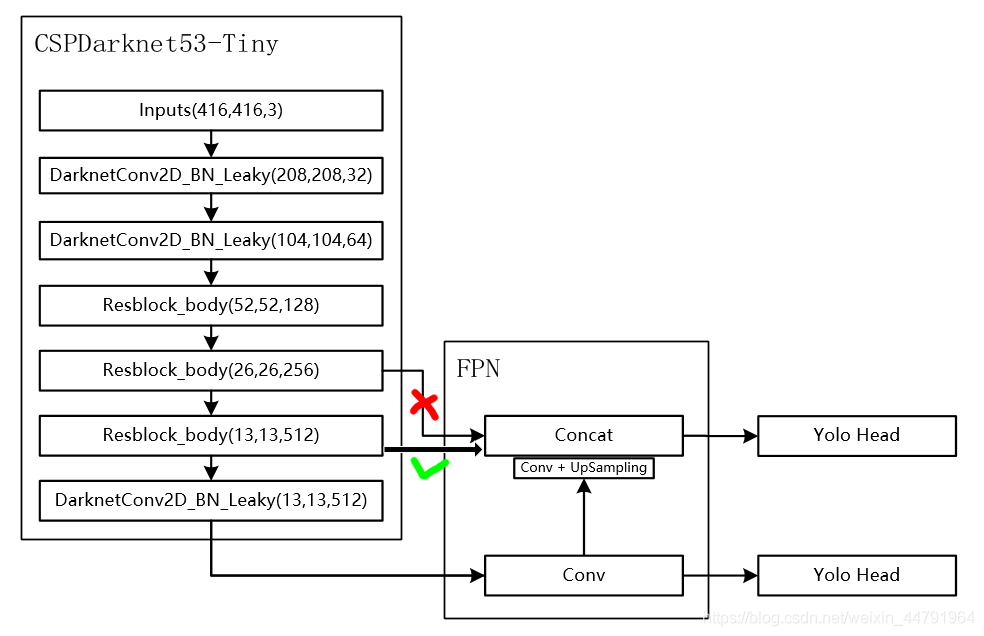 CSPDarknet53-Tiny
Inputs(416,416,3)
DarknetConv2D_BN_Leaky(208,208,32)
DarknetConv2D_BN_Leaky(104,104,64)
Resblock_body(52,52,128)
Resblock_body(26,26,256)
Resblock_body(13,13,512)
DarknetConv2D_BN_Leaky(13,13,512)
FPN
Concat
Conv + UpSampling
Conv
Yolo Head
Yolo Head
https://blog.csdn.net/weixin_44791964